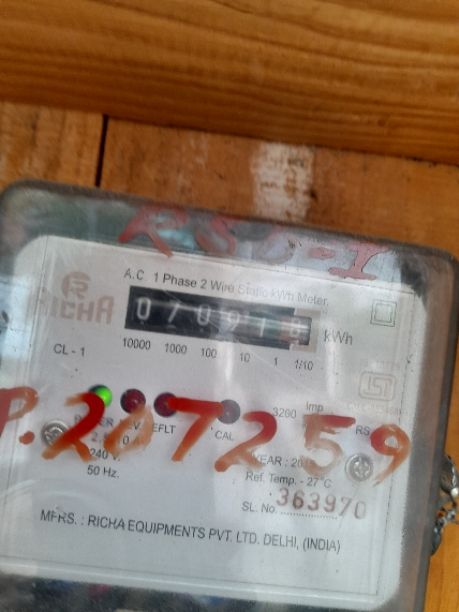 RSD-I
A.C. 1 Phase 2 Wire Static kWh Meter
RICHA
07091 kWh
CL - 1
10000 1000 100 10 1 1/10
3200 imp
P.20T259
CAL
240 V.
50 Hz.
Ref. Temp. - 27°C
SL. No. 363970
MFRS. : RICHA EQUIPMENTS PVT. LTD. DELHI, (INDIA)